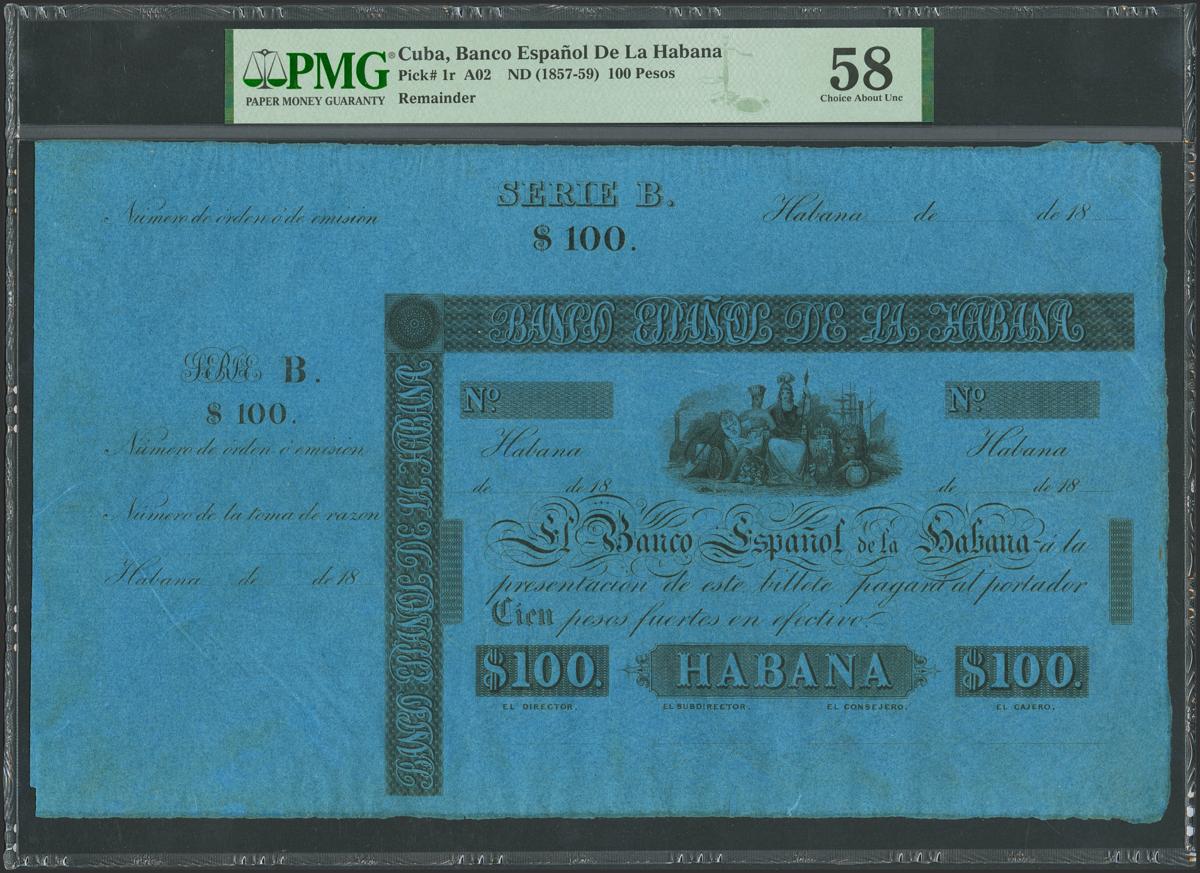 PMG®
PAPER MONEY GUARANTY
Cuba, Banco Español De La Habana
Pick# 1r A02 ND (1857-59) 100 Pesos
Remainder
58
Choice About Unc
Número de órden ó de emision
SERIE B.
$ 100.
Habana de de 18
BANCO ESPAÑOL DE LA HABANA
BANCO ESPAÑOL DE LA HABANA
SERIE B.
$ 100.
Número de órden ó emision
Número de la toma de razon
Habana de de 18
Nº
Nº
Habana
Habana
de de 18
de de 18
El Banco Español de la Habana á la
presentacion de este billete pagará al portador
Cien pesos fuertes en efectivo
$100.
HABANA
$100.
EL DIRECTOR.
EL SUBDIRECTOR.
EL CONSEJERO.
EL CAJERO.